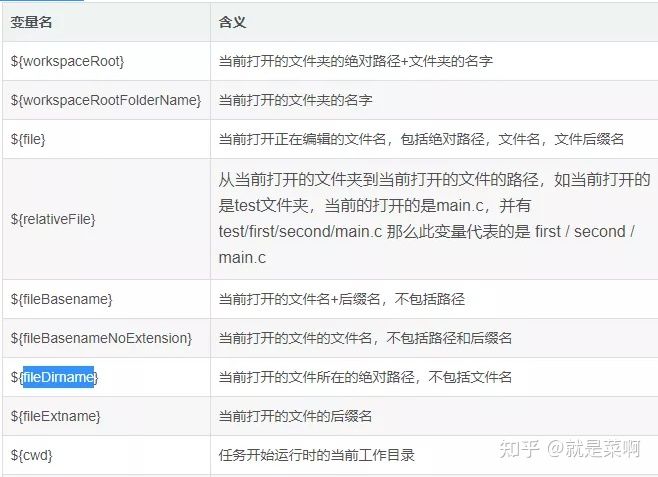 变量名 含义
${workspaceRoot} 当前打开的文件夹的绝对路径+文件夹的名字
${workspaceRootFolderName} 当前打开的文件夹的名字
${file} 当前打开正在编辑的文件名，包括绝对路径，文件名，文件后缀名
${relativeFile} 从当前打开的文件夹到当前打开的文件的路径，如当前打开的
是test文件夹，当前的打开的是main.c，并有
test/first/second/main.c 那么此变量代表的是 first / second /
main.c
${fileBasename} 当前打开的文件名+后缀名，不包括路径
${fileBasenameNoExtension} 当前打开的文件的文件名，不包括路径和后缀名
${fileDirname} 当前打开的文件所在的绝对路径，不包括文件名
${fileExtname} 当前打开的文件的后缀名
${cwd} 任务开始运行时的当前工作目录
知乎 @就是菜啊